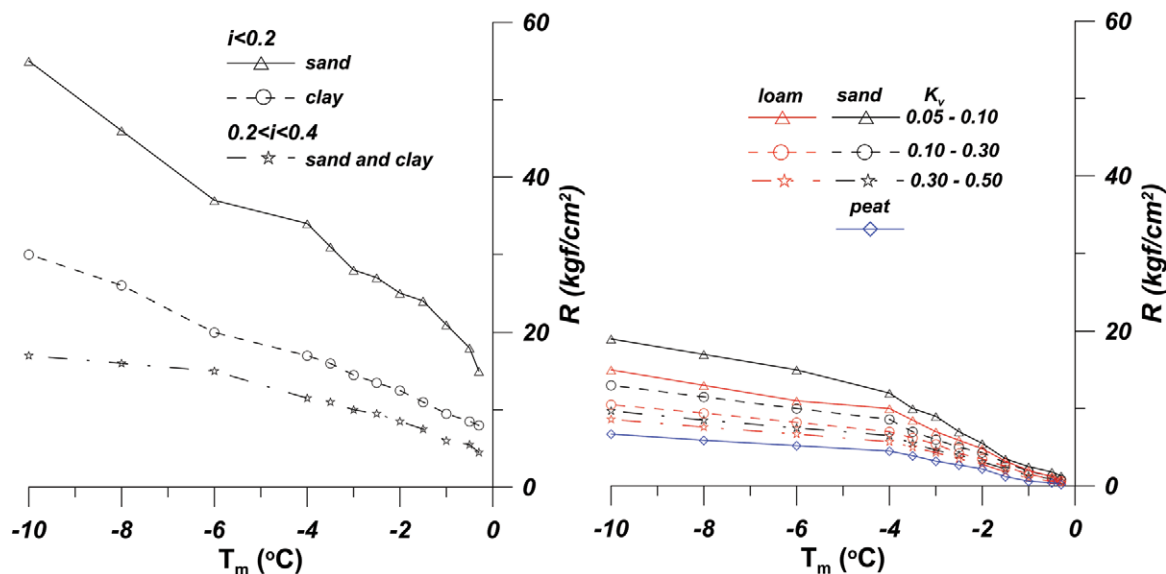 i<0.2
sand
clay
0.2<i<0.4
sand and clay
60
40
20
0
R (kgf/cm²)
-10 -8 -6 -4 -2 0
Tm (°C)
loam sand Kv
0.05 - 0.10
0.10 - 0.30
0.30 - 0.50
peat
60
40
20
0
R (kgf/cm²)
-10 -8 -6 -4 -2 0
Tm (°C)